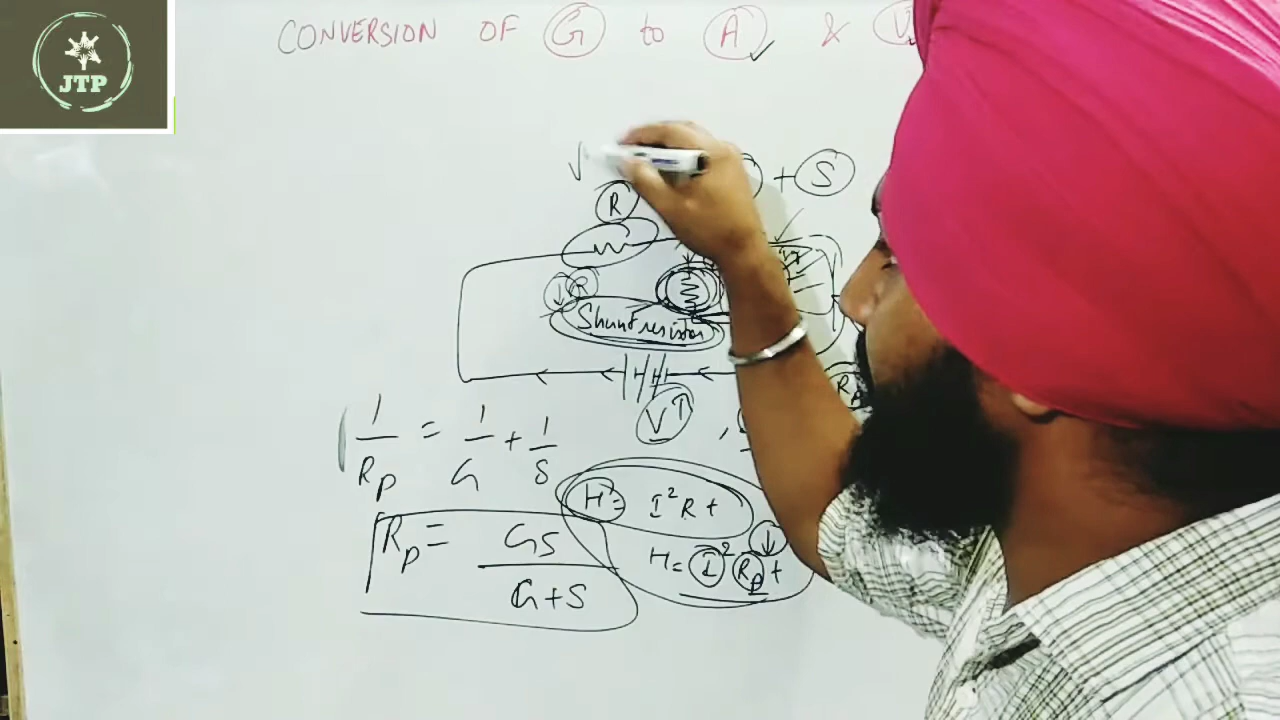 JTP
CONVERSION OF G to A & V
+ S
R
R
Shunt resistor
V
1/Rp = 1/G + 1/S
H = I²Rt
Rp = GS/G+S
H = I²Rpt